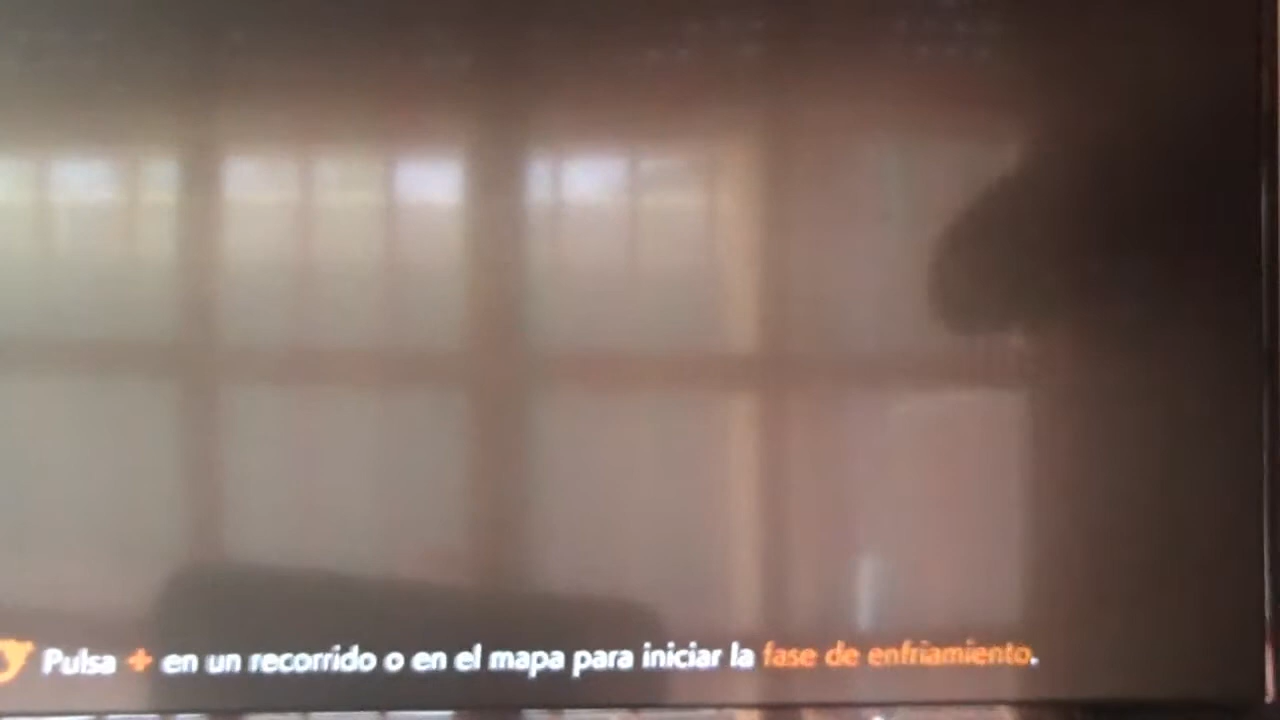 Pulsa + en un recorrido o en el mapa para iniciar la fase de enfriamiento.